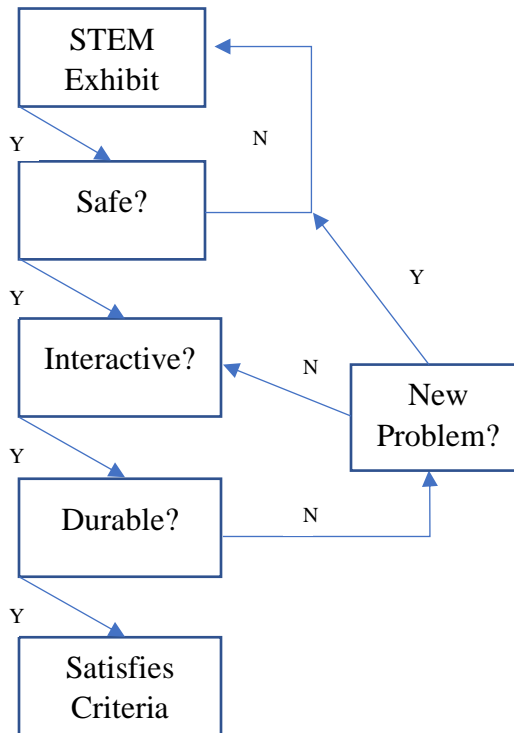 STEM
Exhibit
Y
N
Safe?
Y
Y
Interactive?
N
New
Problem?
Y
Durable?
N
Y
Satisfies
Criteria